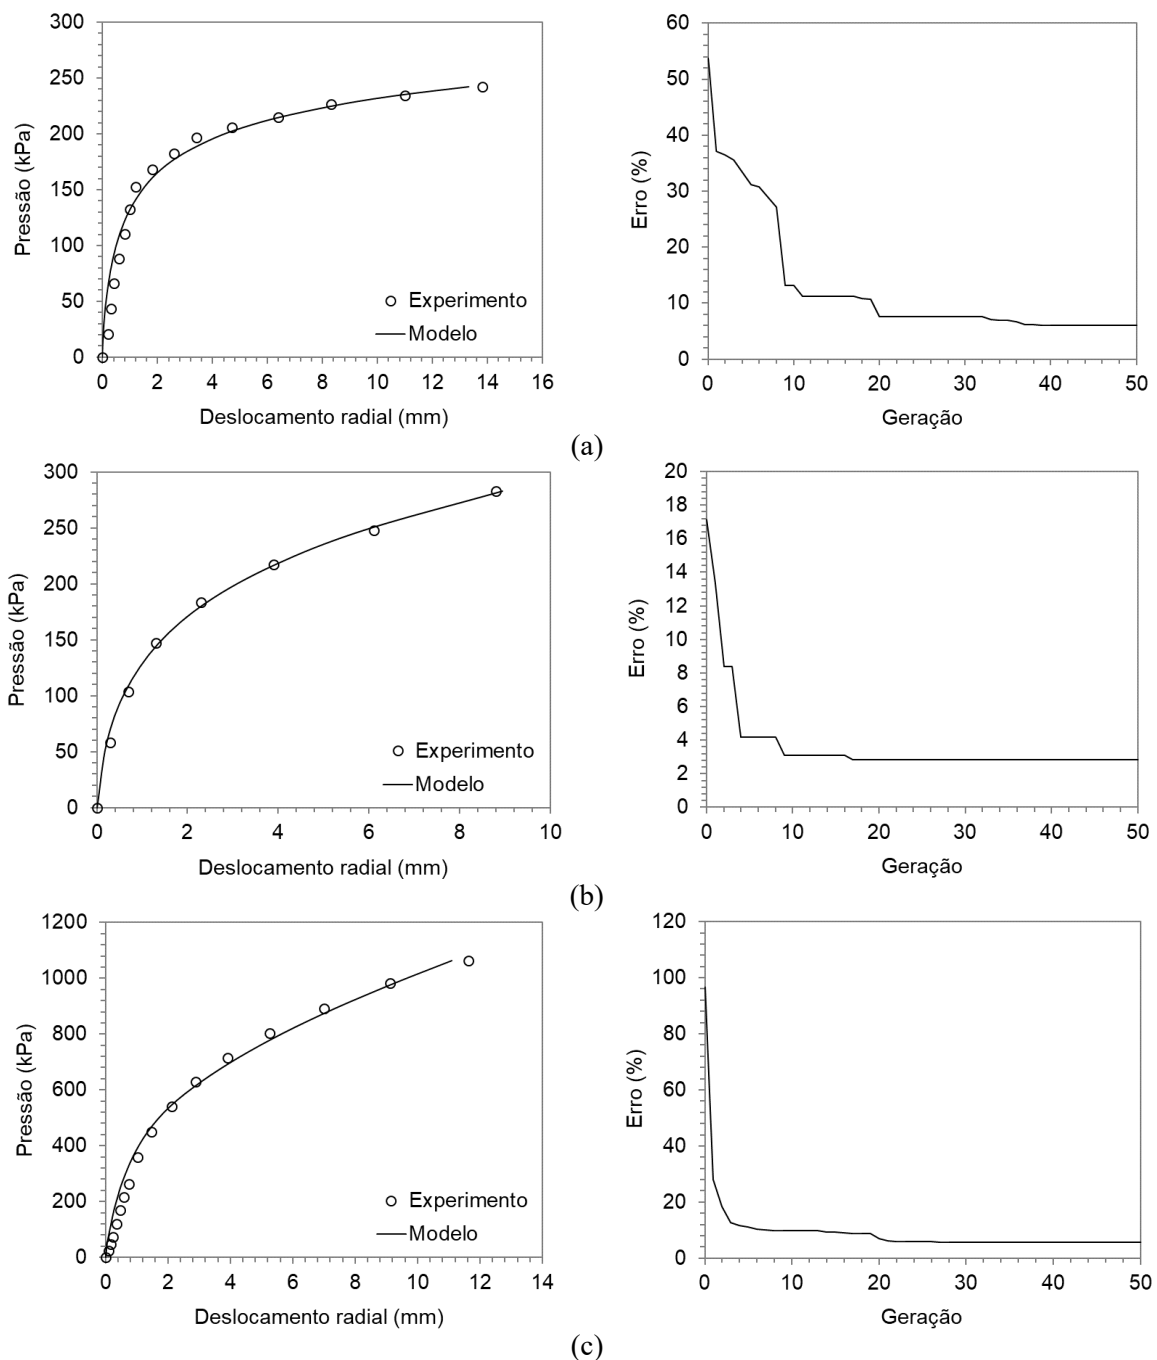 300
250
200
150
100
50
0
Pressão (kPa)
Experimento
Modelo
0 2 4 6 8 10 12 14 16
Deslocamento radial (mm)
60
50
40
30
20
10
0
Erro (%)
0 10 20 30 40 50
Geração
(a)
300
250
200
150
100
50
0
Pressão (kPa)
Experimento
Modelo
0 2 4 6 8 10
Deslocamento radial (mm)
20
18
16
14
12
10
8
6
4
2
0
Erro (%)
0 10 20 30 40 50
Geração
(b)
1200
1000
800
600
400
200
0
Pressão (kPa)
Experimento
Modelo
0 2 4 6 8 10 12 14
Deslocamento radial (mm)
120
100
80
60
40
20
0
Erro (%)
0 10 20 30 40 50
Geração
(c)